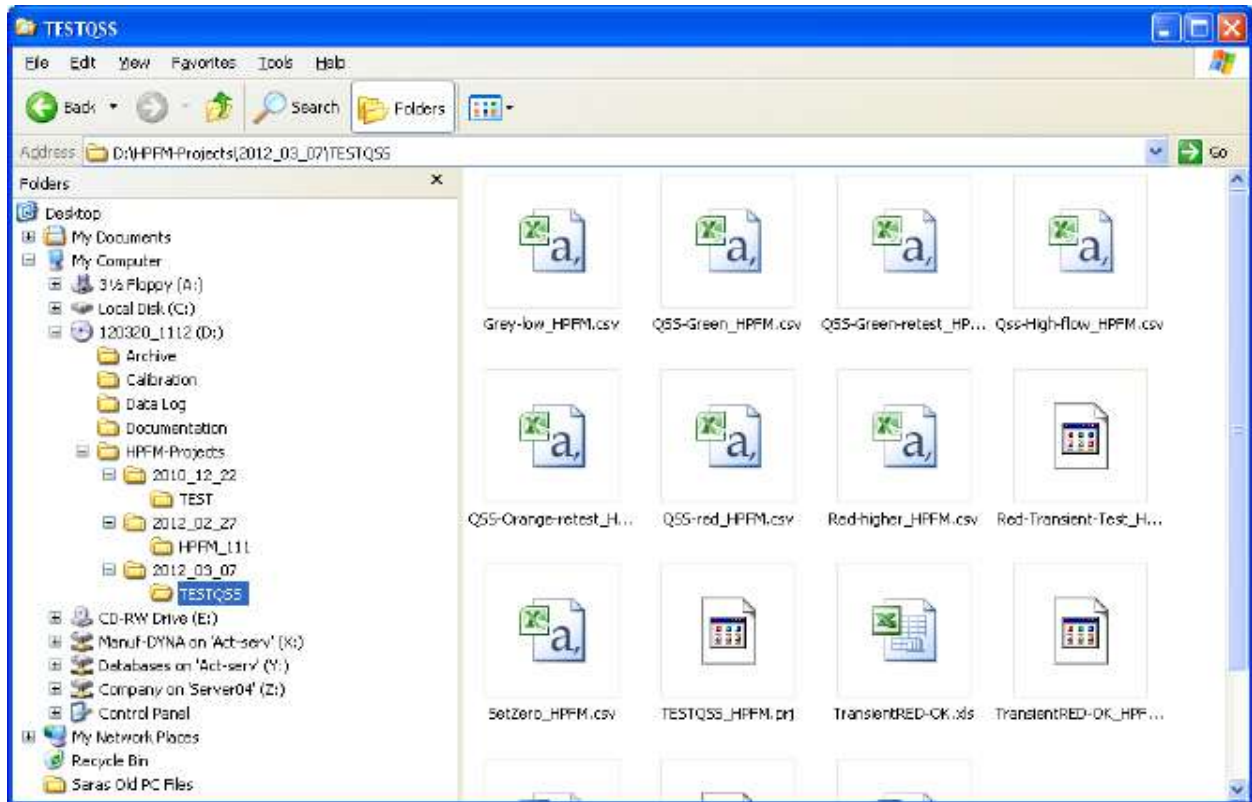 TESTQSS
File Edit View Favorites Tools Help
Back Search Folders
Address D:\HPFM-Projects\2012_03_07\TESTQSS Go
Folders x
Desktop
My Documents
My Computer
3½ Floppy (A:)
Local Disk (C:)
120320_1112 (D:)
Archive
Calibration
Data Log
Documentation
HPFM-Projects
2010_12_22
TEST
2012_02_27
HPFM_111
2012_03_07
TESTQSS
CD-RW Drive (E:)
Manuf-DYNA on 'Act-serv' (X:)
Databases on 'Act-serv' (Y:)
Company on 'Server04' (Z:)
Control Panel
My Network Places
Recycle Bin
Saras Old PC Files
Grey-low_HPFM.csv QSS-Green_HPFM.csv QSS-Green-retest_HP... Qss-High-flow_HPFM.csv
QSS-Orange-retest_H... QSS-red_HPFM.csv Red-higher_HPFM.csv Red-Transient-Test_H...
SetZero_HPFM.csv TESTQSS_HPFM.prj TransientRED-OK.xls TransientRED-OK_HPF...